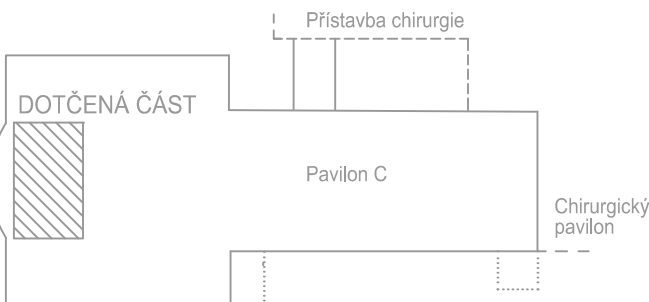 Přístavba chirurgie
DOTČENÁ ČÁST
Pavilon C
Chirurgický
pavilon